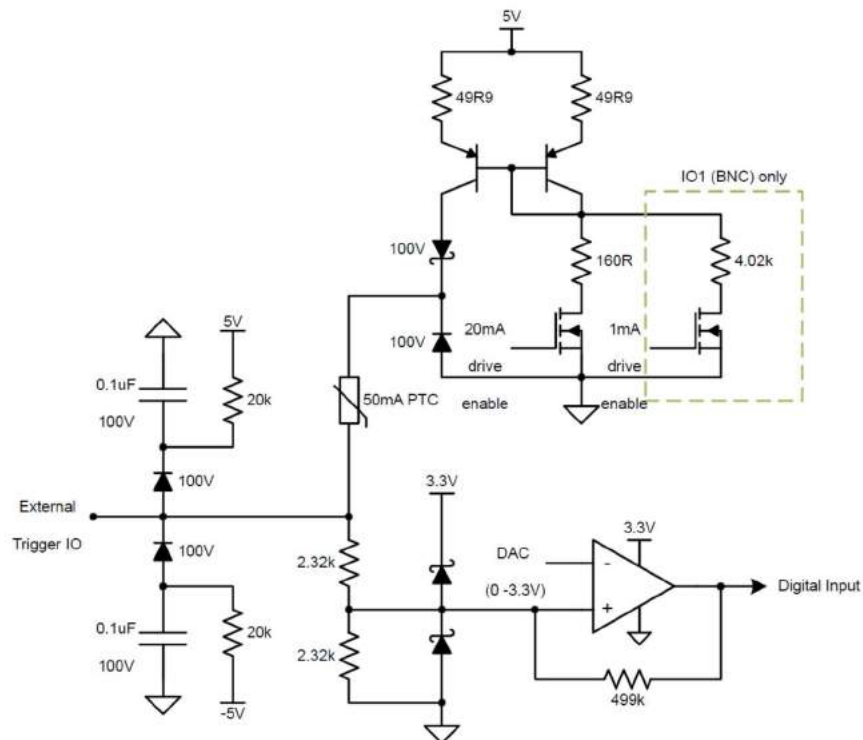 5V
49R9
49R9
IO1 (BNC) only
100V
160R
4.02k
5V
100V
20mA
1mA
drive
drive
0.1uF
20k
50mA PTC
enable
enable
100V
100V
3.3V
External
3.3V
Trigger IO
100V
2.32k
DAC
-
Digital Input
(0 -3.3V)
+
0.1uF
20k
2.32k
100V
499k
-5V